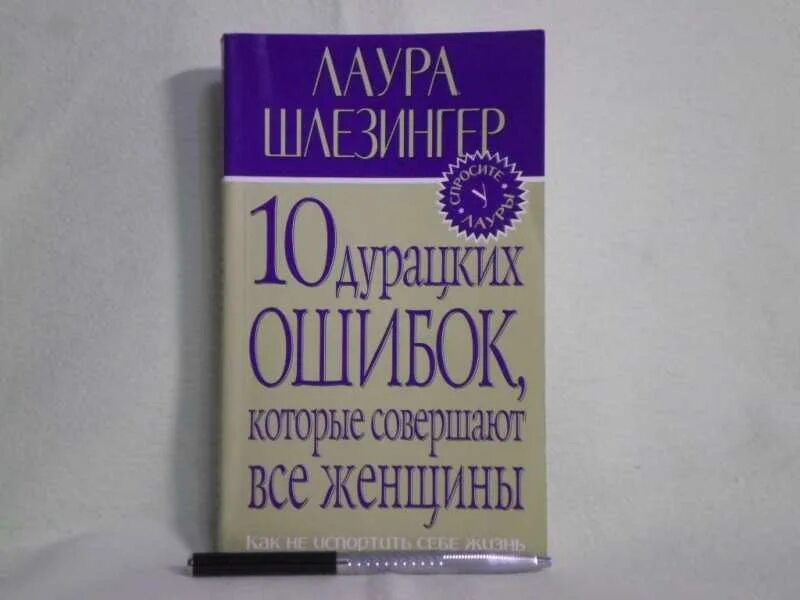 ЛАУРА
ШЛЕЗИНГЕР
СПРОСИТЕ
У
ЛАУРЫ
10 дурацких
ОШИБОК,
которые совершают
все женщины
Как не испортить себе жизнь